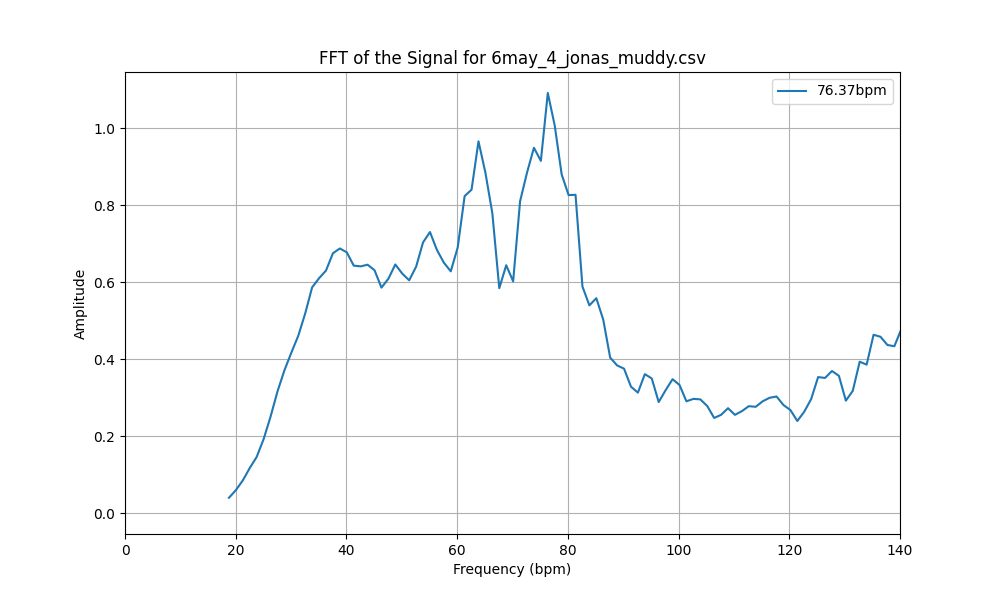 FFT of the Signal for 6may_4_jonas_muddy.csv
76.37bpm
Amplitude
1.0
0.8
0.6
0.4
0.2
0.0
0 20 40 60 80 100 120 140
Frequency (bpm)